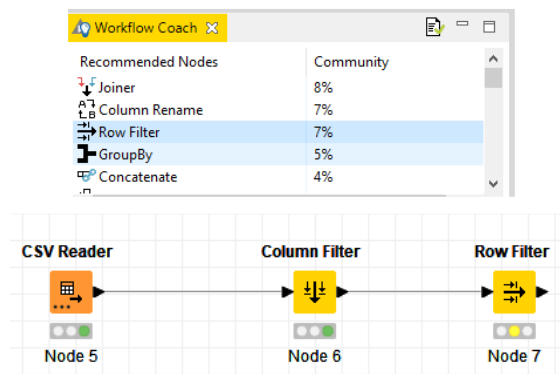 Workflow Coach
Recommended Nodes Community
Joiner 8%
Column Rename 7%
Row Filter 7%
GroupBy 5%
Concatenate 4%
CSV Reader Column Filter Row Filter
Node 5 Node 6 Node 7